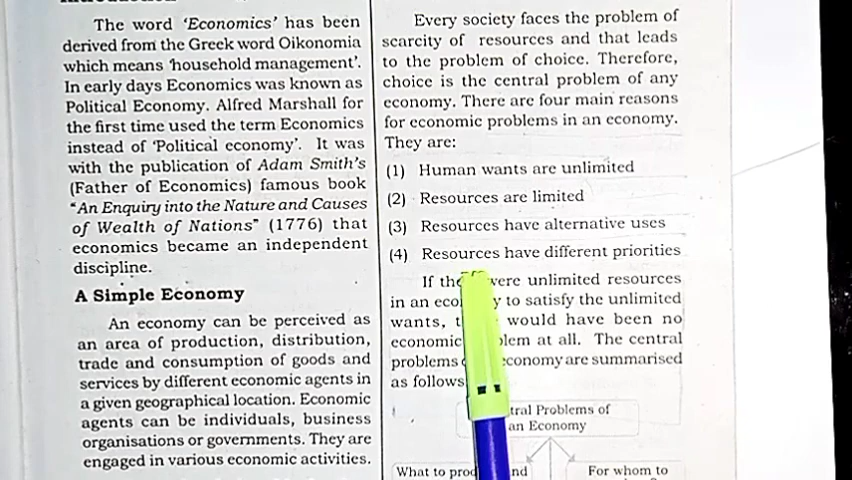 The word ‘Economics’ has been
derived from the Greek word Oikonomia
which means ‘household management’.
In early days Economics was known as
Political Economy. Alfred Marshall for
the first time used the term Economics
instead of ‘Political economy’. It was
with the publication of Adam Smith’s
(Father of Economics) famous book
“An Enquiry into the Nature and Causes
of Wealth of Nations” (1776) that
economics became an independent
discipline.
A Simple Economy
An economy can be perceived as
an area of production, distribution,
trade and consumption of goods and
services by different economic agents in
a given geographical location. Economic
agents can be individuals, business
organisations or governments. They are
engaged in various economic activities.
Every society faces the problem of
scarcity of resources and that leads
to the problem of choice. Therefore,
choice is the central problem of any
economy. There are four main reasons
for economic problems in an economy.
They are:
(1) Human wants are unlimited
(2) Resources are limited
(3) Resources have alternative uses
(4) Resources have different priorities
If were unlimited resources
in an to satisfy the unlimited
wants, would have been no
economic at all. The central
problems economy are summarised
as follows
Problems of
an Economy
What to
For whom to